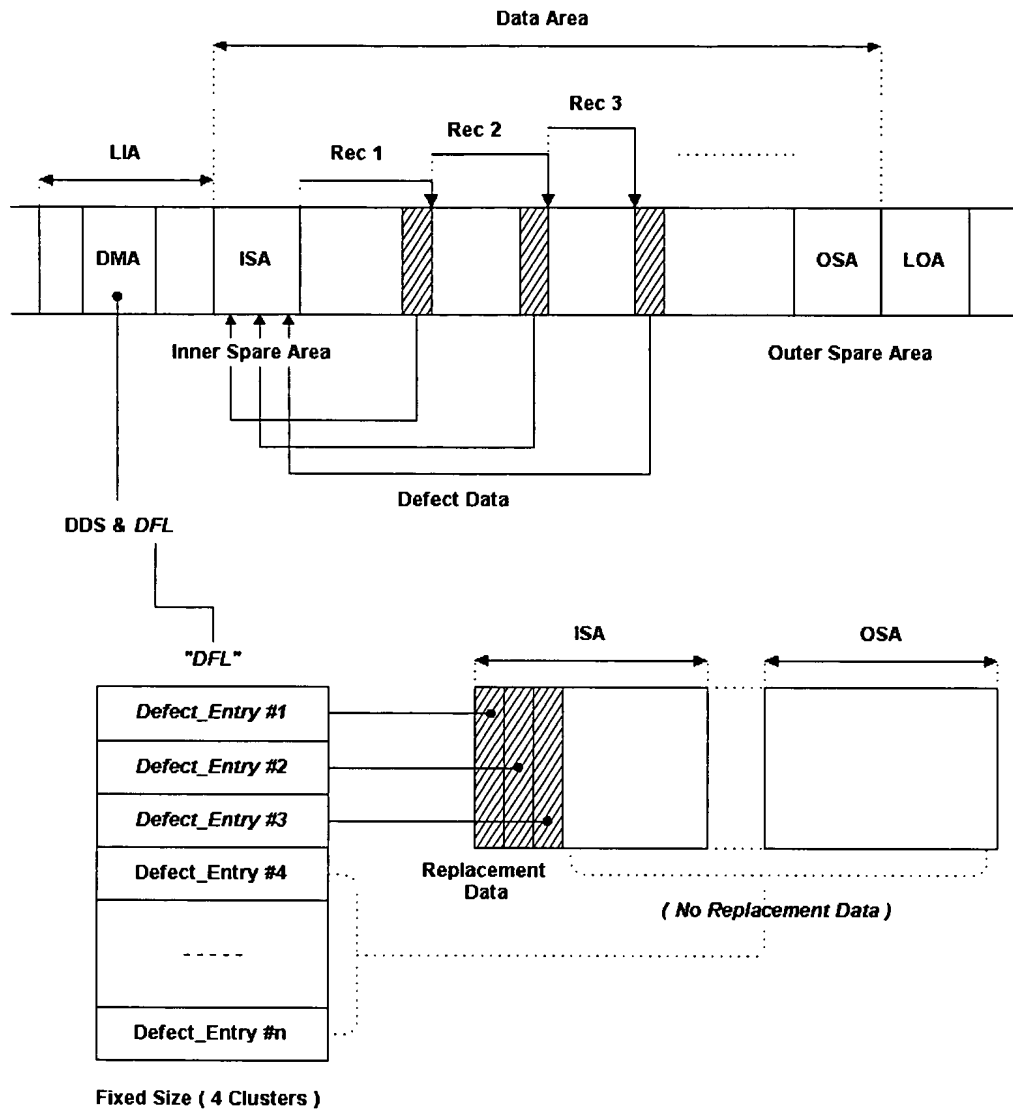 Data Area
Rec 3
Rec 2
LIA
Rec 1
DMA
ISA
OSA
LOA
Inner Spare Area
Outer Spare Area
Defect Data
DDS & DFL
ISA
OSA
"DFL"
Defect_Entry #1
Defect_Entry #2
Defect_Entry #3
Defect_Entry #4
Replacement
Data
( No Replacement Data )
Defect_Entry #n
Fixed Size ( 4 Clusters )